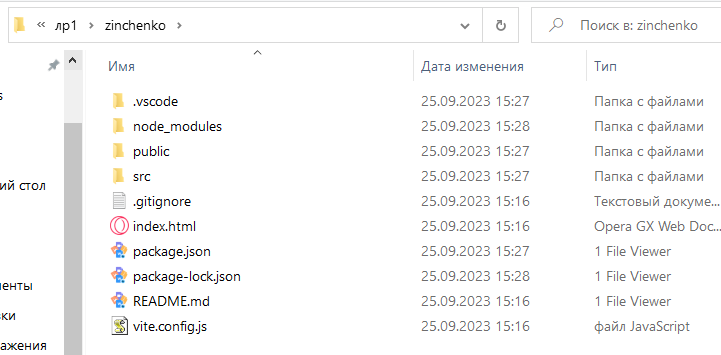 « лр1 › zinchenko ›
Поиск в: zinchenko
Имя Дата изменения Тип
.vscode 25.09.2023 15:27 Папка с файлами
node_modules 25.09.2023 15:28 Папка с файлами
public 25.09.2023 15:27 Папка с файлами
ий стол src 25.09.2023 15:27 Папка с файлами
.gitignore 25.09.2023 15:16 Текстовый докуме...
index.html 25.09.2023 15:16 Opera GX Web Doc...
package.json 25.09.2023 15:27 1 File Viewer
енты package-lock.json 25.09.2023 15:28 1 File Viewer
вки README.md 25.09.2023 15:16 1 File Viewer
ражения vite.config.js 25.09.2023 15:16 файл JavaScript